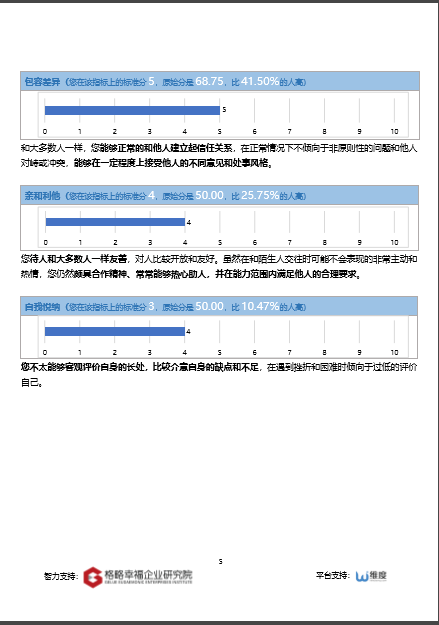 包容差异（您在该指标上的标准分 5，原始分是 68.75，比 41.50%的人高）
5
0 1 2 3 4 5 6 7 8 9 10
和大多数人一样，您能够正常的和他人建立起信任关系，在正常情况下不倾向于非原则性的问题和他人
对峙或冲突，能够在一定程度上接受他人的不同意见和处事风格。
亲和利他（您在该指标上的标准分 4，原始分是 50.00，比 25.75%的人高）
4
0 1 2 3 4 5 6 7 8 9 10
您待人和大多数人一样友善，对人比较开放和友好。虽然在和陌生人交往时可能不会表现的非常主动和
热情，您仍然颇具合作精神、常常能够热心助人，并在能力范围内满足他人的合理要求。
自我悦纳（您在该指标上的标准分 3，原始分是 50.00，比 10.47%的人高）
4
0 1 2 3 4 5 6 7 8 9 10
您不太能够客观评价自身的长处，比较介意自身的缺点和不足，在遇到挫折和困难时倾向于过低的评价
自己。
5
智力支持： 格略幸福企业研究院
平台支持： 维度